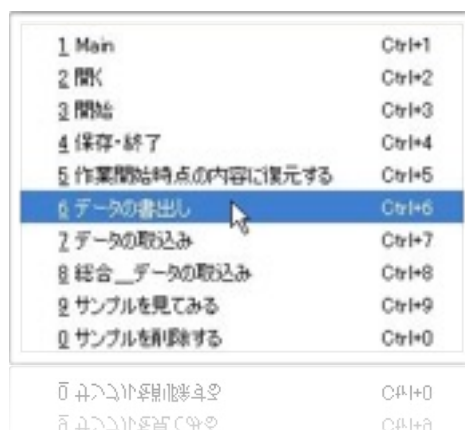 1 Main Ctrl+1
2 開く Ctrl+2
3 開始 Ctrl+3
4 保存・終了 Ctrl+4
5 作業開始時点の内容に復元する Ctrl+5
6 データの書出し Ctrl+6
7 データの取込み Ctrl+7
8 総合__データの取込み Ctrl+8
9 サンプルを見てみる Ctrl+9
0 サンプルを削除する Ctrl+0